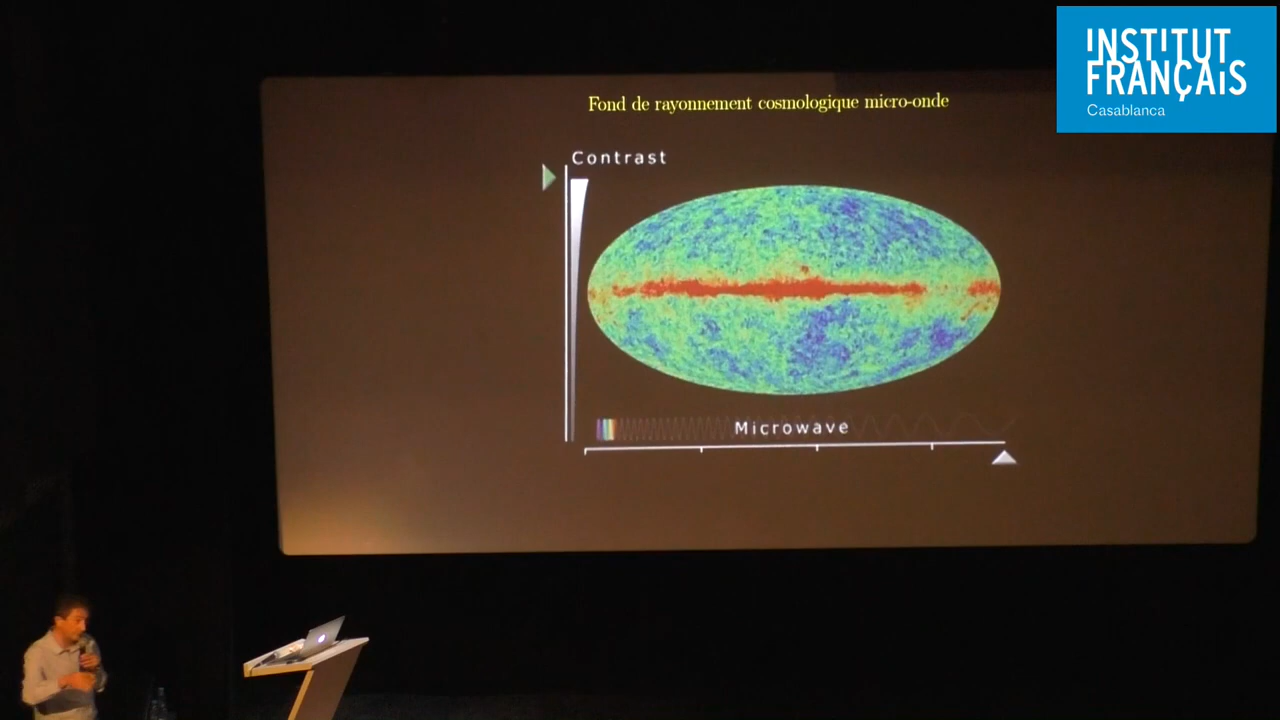 INSTITUT
FRANÇAIS
Casablanca
Fond de rayonnement cosmologique micro-onde
Contrast
Microwave